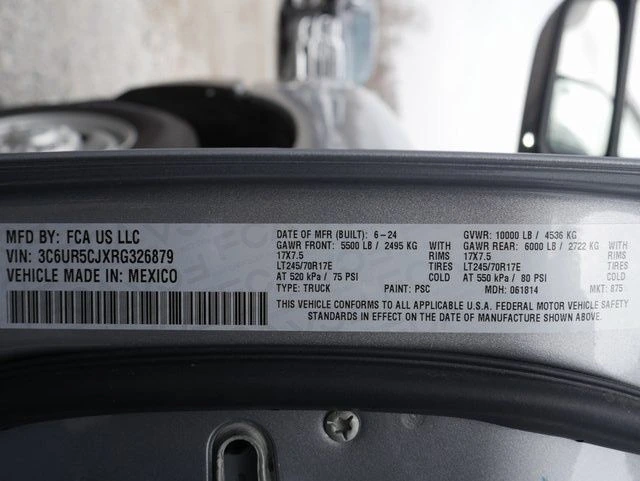 MFD BY: FCA US LLC
VIN: 3C6UR5CJXRG326879
VEHICLE MADE IN: MEXICO
DATE OF MFR (BUILT): 6-24 GVWR: 10000 LB / 4536 KG
GAWR FRONT: 5500 LB / 2495 KG WITH GAWR REAR: 6000 LB / 2722 KG WITH
17X7.5 RIMS 17X7.5 RIMS
LT245/70R17E TIRES LT245/70R17E TIRES
AT 520 kPa / 75 PSI COLD AT 550 kPa / 80 PSI COLD
TYPE: TRUCK PAINT: PSC MDH: 061814 MKT: 875
THIS VEHICLE CONFORMS TO ALL APPLICABLE U.S.A. FEDERAL MOTOR VEHICLE SAFETY
STANDARDS IN EFFECT ON THE DATE OF MANUFACTURE SHOWN ABOVE.